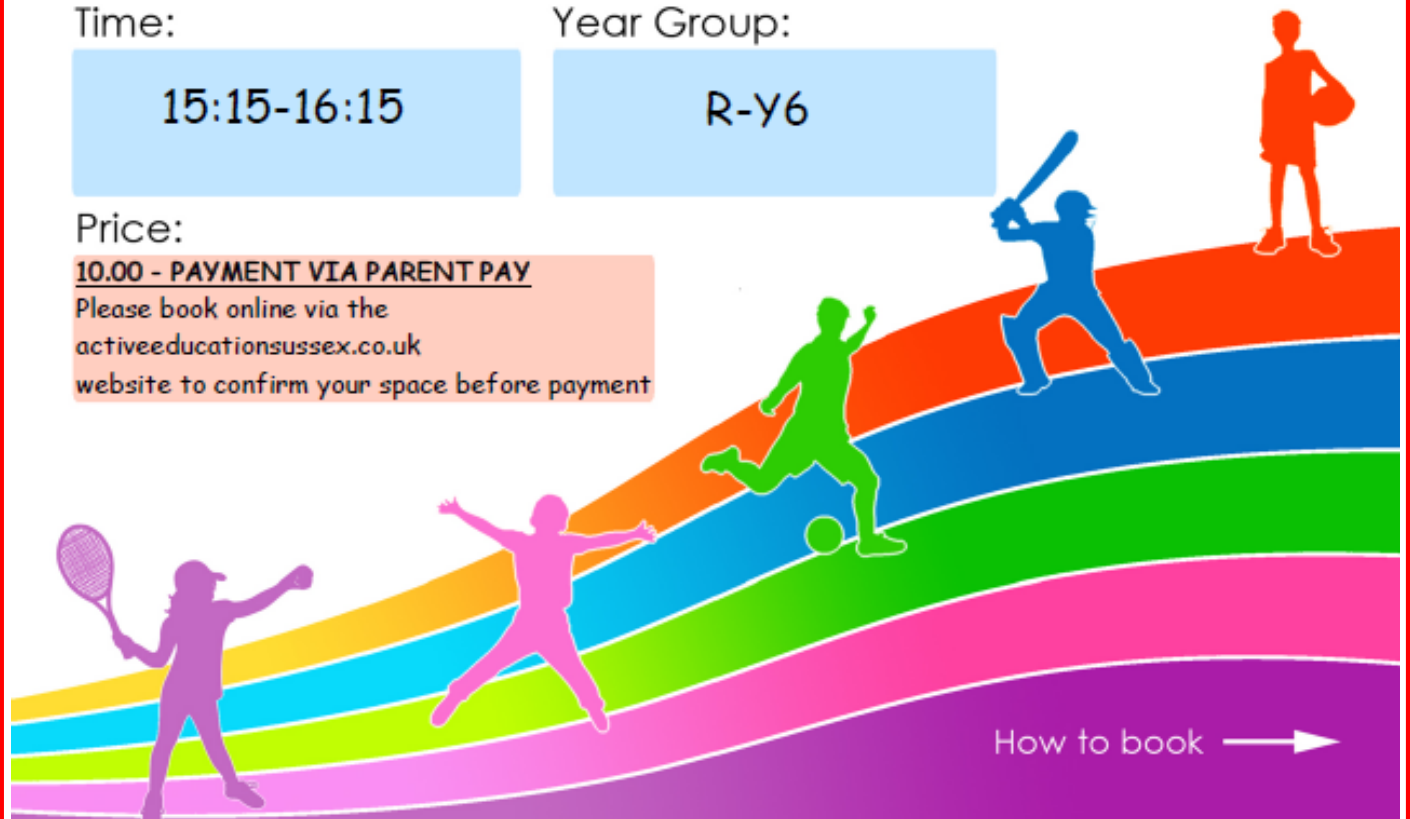 Time:
Year Group:
15:15-16:15
R-Y6
Price:
10.00 - PAYMENT VIA PARENT PAY
Please book online via the
activeeducationsussex.co.uk
website to confirm your space before payment
How to book